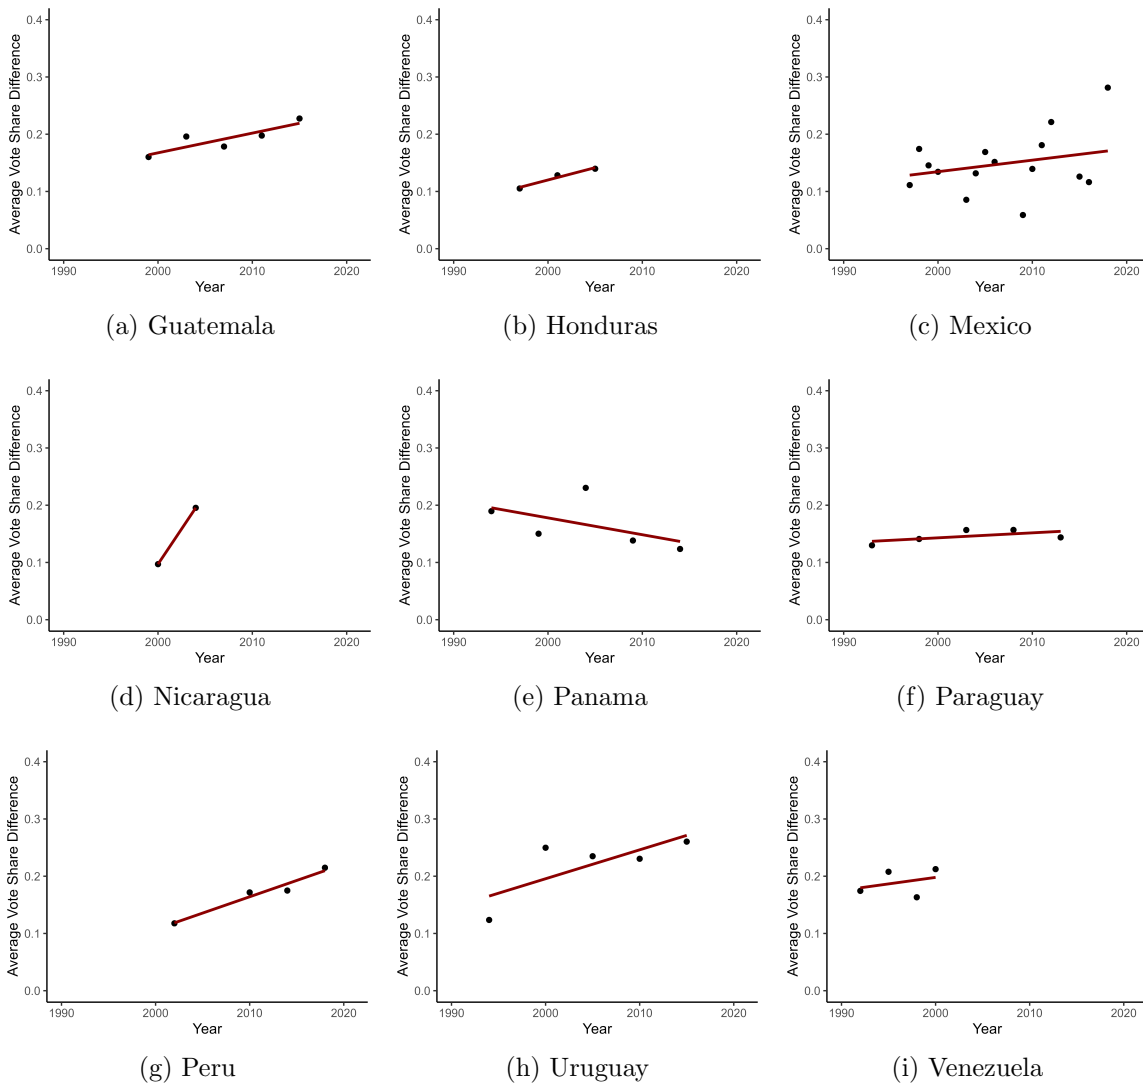 Average Vote Share Difference
0.4
0.3
0.2
0.1
0.0
1990 2000 2010 2020
Year
(a) Guatemala
Average Vote Share Difference
0.4
0.3
0.2
0.1
0.0
1990 2000 2010 2020
Year
(b) Honduras
Average Vote Share Difference
0.4
0.3
0.2
0.1
0.0
1990 2000 2010 2020
Year
(c) Mexico
Average Vote Share Difference
0.4
0.3
0.2
0.1
0.0
1990 2000 2010 2020
Year
(d) Nicaragua
Average Vote Share Difference
0.4
0.3
0.2
0.1
0.0
1990 2000 2010 2020
Year
(e) Panama
Average Vote Share Difference
0.4
0.3
0.2
0.1
0.0
1990 2000 2010 2020
Year
(f) Paraguay
Average Vote Share Difference
0.4
0.3
0.2
0.1
0.0
1990 2000 2010 2020
Year
(g) Peru
Average Vote Share Difference
0.4
0.3
0.2
0.1
0.0
1990 2000 2010 2020
Year
(h) Uruguay
Average Vote Share Difference
0.4
0.3
0.2
0.1
0.0
1990 2000 2010 2020
Year
(i) Venezuela